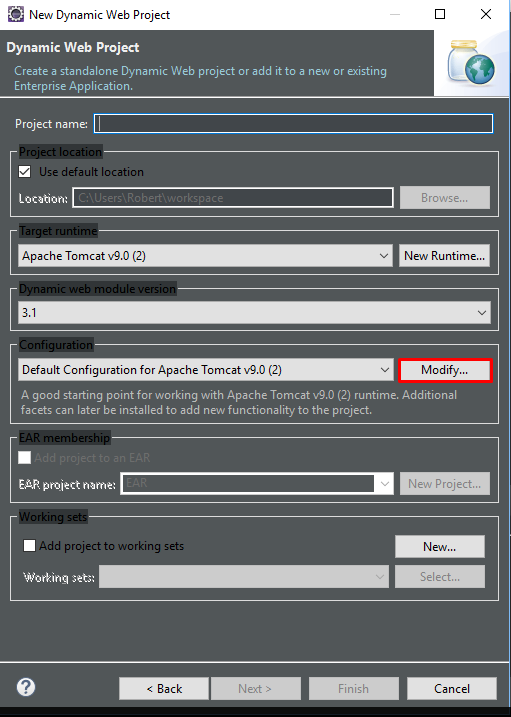 New Dynamic Web Project
Dynamic Web Project
Create a standalone Dynamic Web project or add it to a new or existing
Enterprise Application.
Project name:
Project location
Use default location
Location: C:\Users\Robert\workspace Browse...
Target runtime
Apache Tomcat v9.0 (2) New Runtime...
Dynamic web module version
3.1
Configuration
Default Configuration for Apache Tomcat v9.0 (2) Modify...
A good starting point for working with Apache Tomcat v9.0 (2) runtime. Additional
facets can later be installed to add new functionality to the project.
EAR membership
Add project to an EAR
EAR project name: EAR New Project...
Working sets
Add project to working sets New...
Working sets: Select...
? < Back Next > Finish Cancel